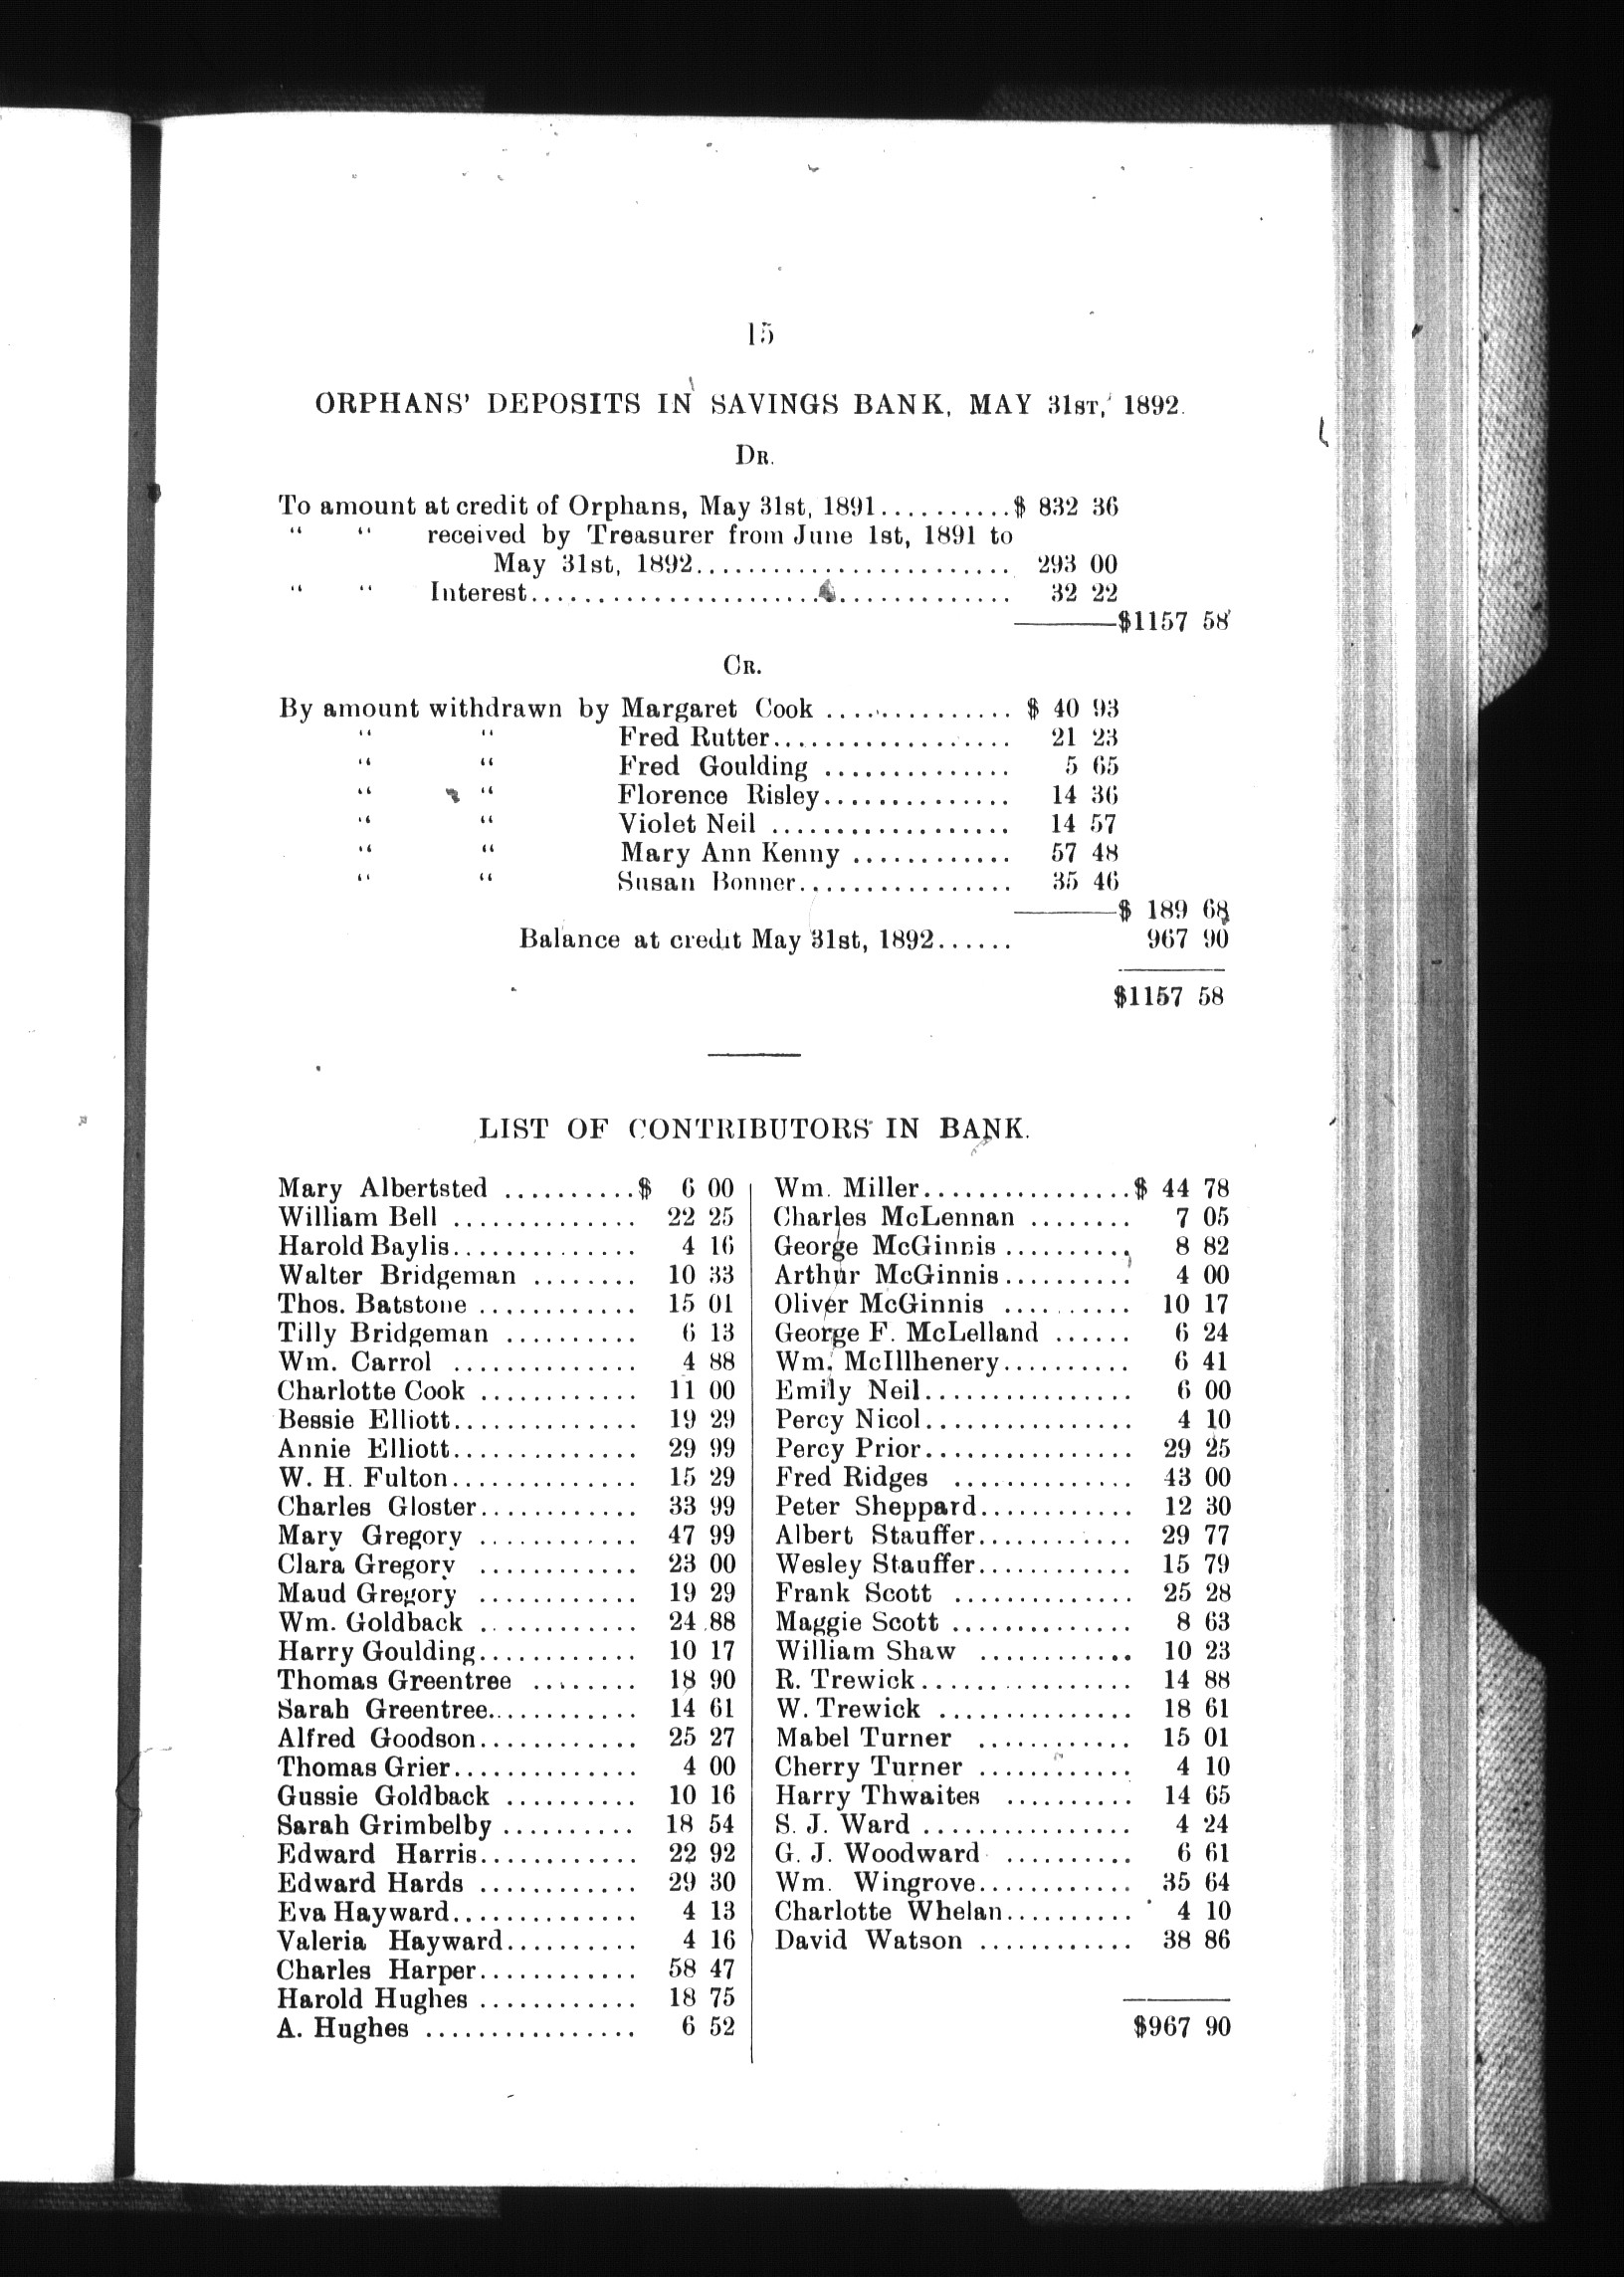 15
ORPHANS' DEPOSITS IN SAVINGS BANK, MAY 31ST, 1892.
DR.
To amount at credit of Orphans, May 31st, 1891..........$ 832 36
" " received by Treasurer from June 1st, 1891 to
May 31st, 1892........................ 293 00
" " Interest..................................... 32 22
$1157 58
CR.
By amount withdrawn by Margaret Cook ............... $ 40 93
" " Fred Rutter................... 21 23
" " Fred Goulding .............. 5 65
" " Florence Risley.............. 14 36
" " Violet Neil .................. 14 57
" " Mary Ann Kenny ............ 57 48
" " Susan Bonner................ 35 46
$ 189 68
Balance at credit May 31st, 1892...... 967 90
$1157 58
LIST OF CONTRIBUTORS IN BANK.
Mary Albertsted ..........$ 6 00
William Bell .............. 22 25
Harold Baylis.............. 4 16
Walter Bridgeman ........ 10 33
Thos. Batstone ............ 15 01
Tilly Bridgeman .......... 6 13
Wm. Carrol .............. 4 88
Charlotte Cook ............ 11 00
Bessie Elliott.............. 19 29
Annie Elliott.............. 29 99
W. H. Fulton.............. 15 29
Charles Gloster............ 33 99
Mary Gregory ............ 47 99
Clara Gregory ............ 23 00
Maud Gregory ............ 19 29
Wm. Goldback ............ 24 88
Harry Goulding............ 10 17
Thomas Greentree ........ 18 90
Sarah Greentree............ 14 61
Alfred Goodson............ 25 27
Thomas Grier.............. 4 00
Gussie Goldback .......... 10 16
Sarah Grimbelby .......... 18 54
Edward Harris............ 22 92
Edward Hards ............ 29 30
Eva Hayward.............. 4 13
Valeria Hayward.......... 4 16
Charles Harper............ 58 47
Harold Hughes ............ 18 75
A. Hughes ................ 6 52
Wm. Miller................$ 44 78
Charles McLennan ........ 7 05
George McGinnis .......... 8 82
Arthur McGinnis.......... 4 00
Oliver McGinnis .......... 10 17
George F. McLelland ...... 6 24
Wm. McIllhenery.......... 6 41
Emily Neil................ 6 00
Percy Nicol................ 4 10
Percy Prior................ 29 25
Fred Ridges .............. 43 00
Peter Sheppard............ 12 30
Albert Stauffer............ 29 77
Wesley Stauffer............ 15 79
Frank Scott .............. 25 28
Maggie Scott .............. 8 63
William Shaw ............ 10 23
R. Trewick................ 14 88
W. Trewick ............... 18 61
Mabel Turner ............ 15 01
Cherry Turner ............ 4 10
Harry Thwaites .......... 14 65
S. J. Ward ................ 4 24
G. J. Woodward .......... 6 61
Wm. Wingrove............ 35 64
Charlotte Whelan.......... 4 10
David Watson ............ 38 86
$967 90